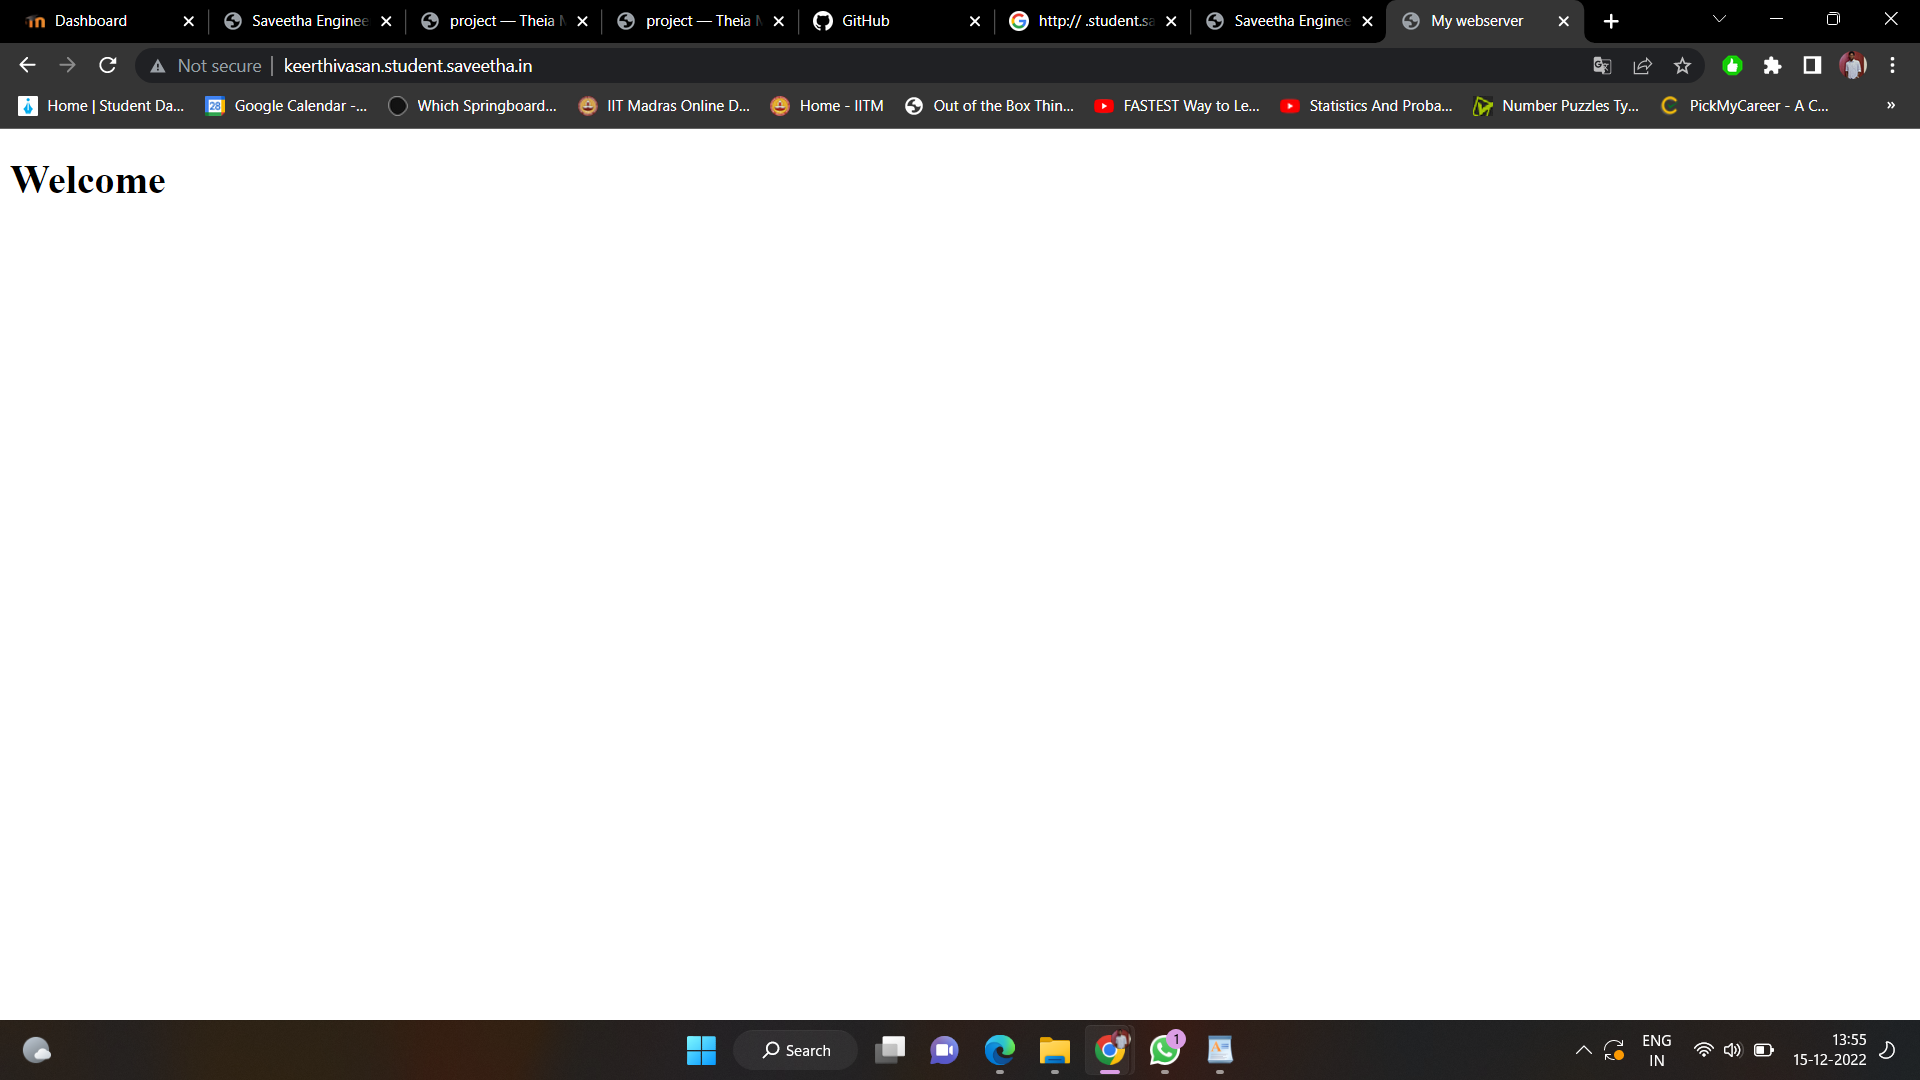 Dashboard
Saveetha Enginee
project — Theia
project — Theia
GitHub
http:// .student.sa
Saveetha Enginee
My webserver
Not secure
keerthivasan.student.saveetha.in
Home | Student Da...
28
Google Calendar -...
Which Springboard...
IIT Madras Online D...
Home - IITM
Out of the Box Thin...
FASTEST Way to Le...
Statistics And Proba...
Number Puzzles Ty...
PickMyCareer - A C...
»
Welcome
Search
1
ENG
IN
13:55
15-12-2022